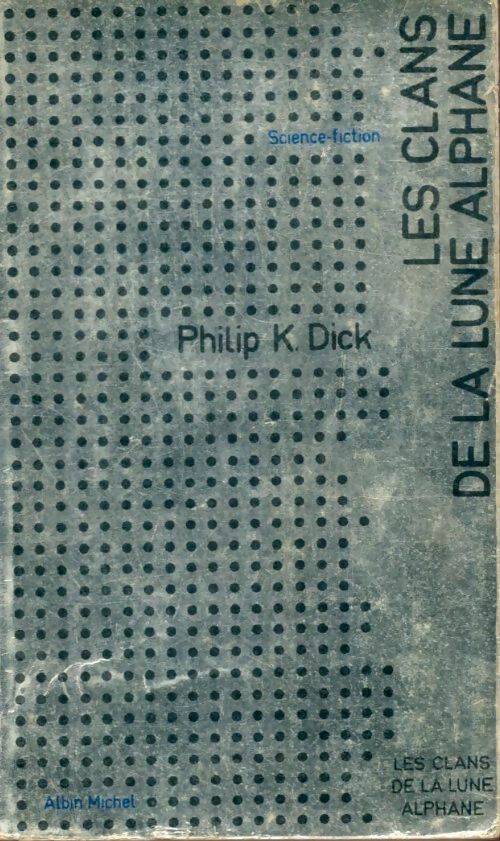 LES CLANS
DE LA LUNE ALPHANE
Science-fiction
Philip K. Dick
Albin Michel
LES CLANS
DE LA LUNE
ALPHANE